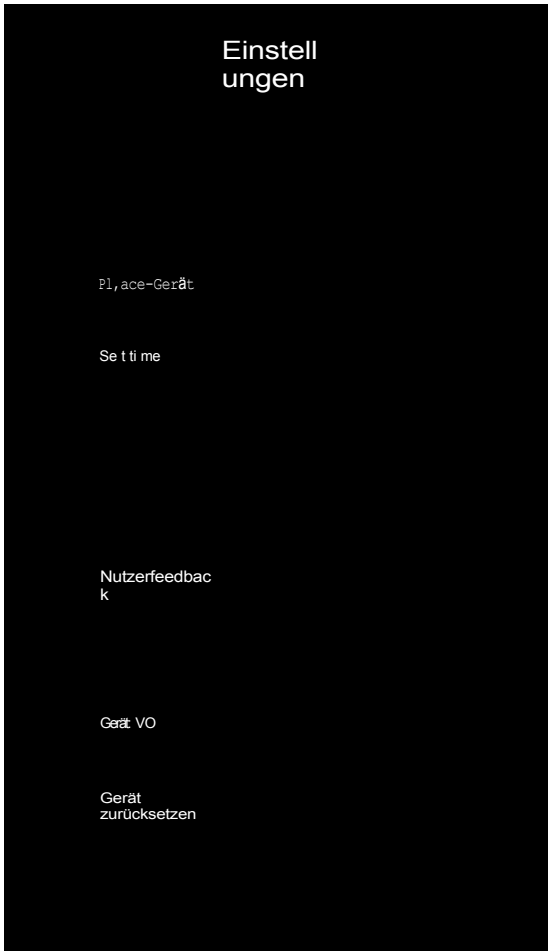 Einstell
ungen
Pl,ace-Gerät
Se t ti me
Nutzerfeedbac
k
Gerät VO
Gerät
zurücksetzen